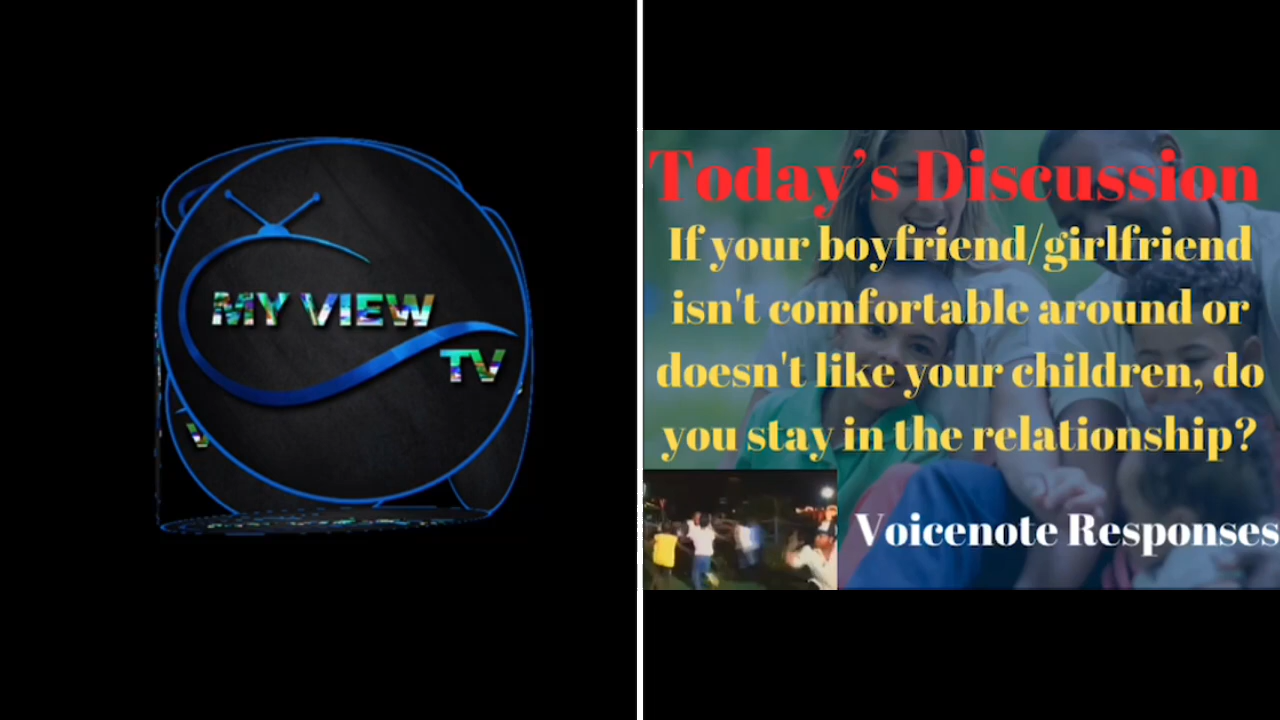 MY VIEW
TV
V
Today's Discussion
If your boyfriend/girlfriend
isn't comfortable around or
doesn't like your children, do
you stay in the relationship?
Voicenote Responses